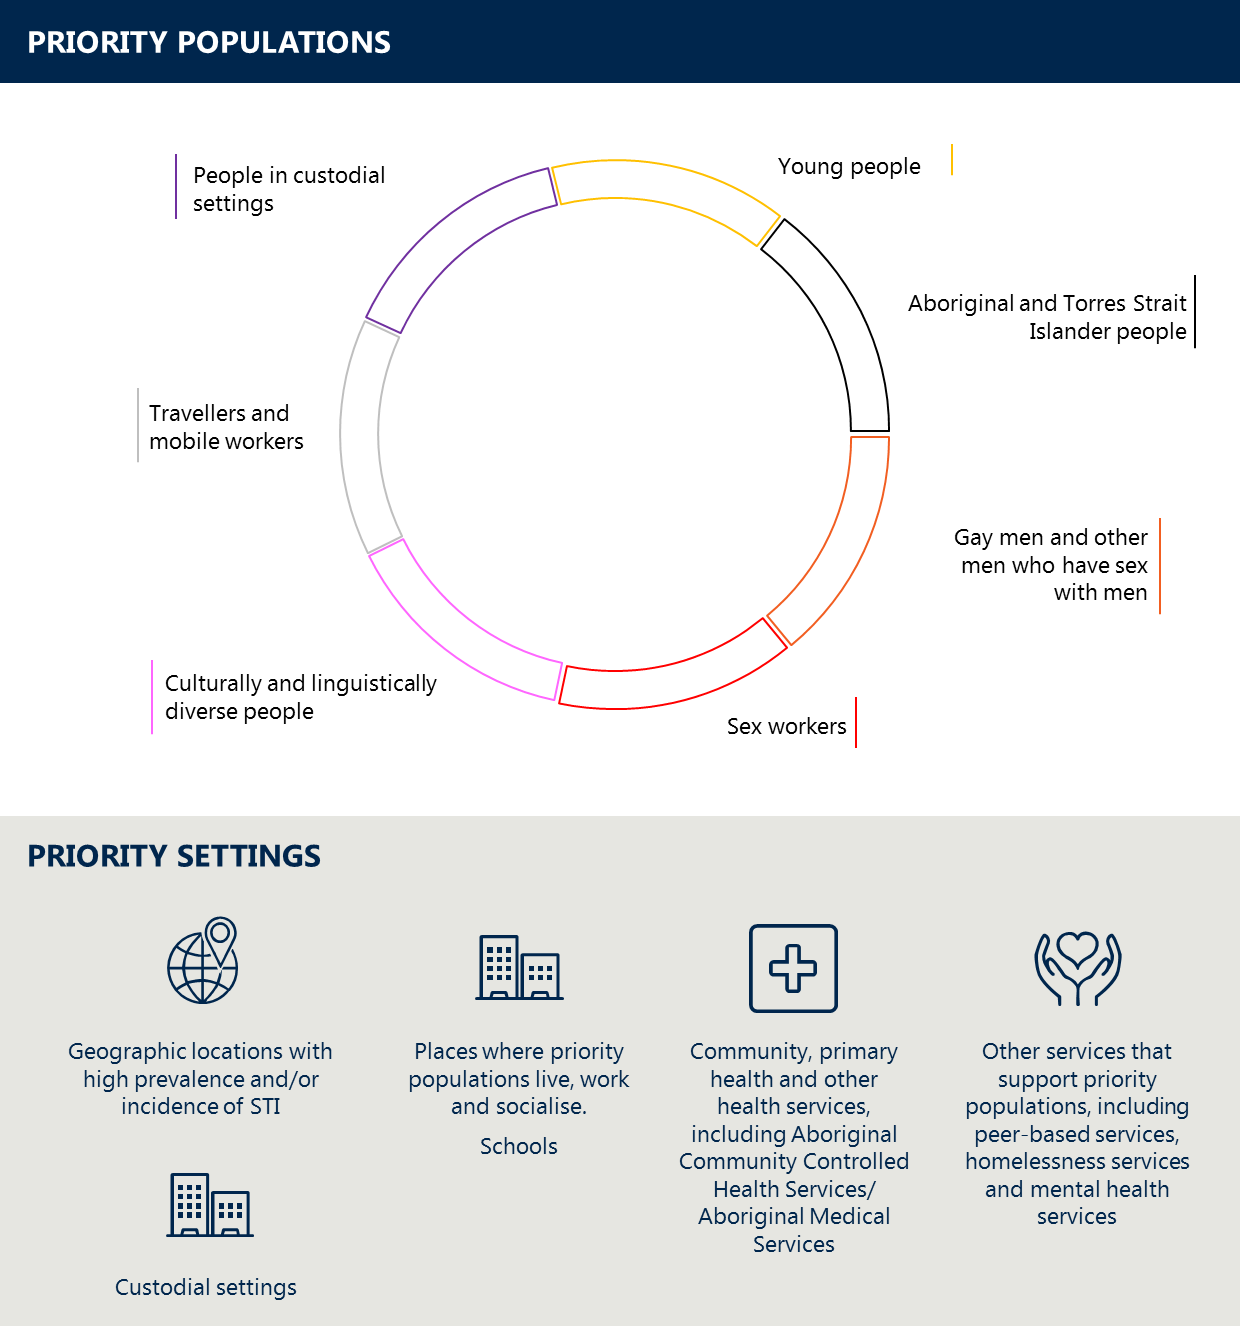 PRIORITY POPULATIONS
People in custodial
settings
Young people
Aboriginal and Torres Strait
Islander people
Travellers and
mobile workers
Gay men and other
men who have sex
with men
Culturally and linguistically
diverse people
Sex workers
PRIORITY SETTINGS
Geographic locations with
high prevalence and/or
incidence of STI
Custodial settings
Places where priority
populations live, work
and socialise.
Schools
Community, primary
health and other
health services,
including Aboriginal
Community Controlled
Health Services/
Aboriginal Medical
Services
Other services that
support priority
populations, including
peer-based services,
homelessness services
and mental health
services